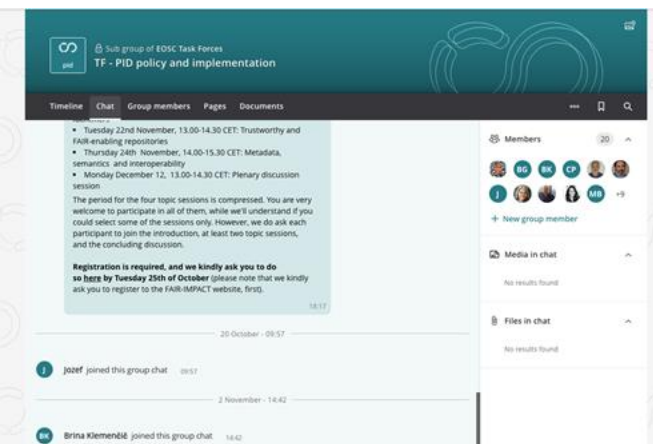 pid
Sub group of EOSC Task Forces
TF - PID policy and implementation
Timeline Chat Group members Pages Documents
• Tuesday 22nd November, 13.00-14.30 CET: Trustworthy and
FAIR-enabling repositories
• Thursday 24th November, 14.00-15.30 CET: Metadata,
semantics and interoperability
• Monday December 12, 13.00-14.30 CET: Plenary discussion
session
The period for the four topic sessions is compressed. You are very
welcome to participate in all of them, while we'll understand if you
could select some of the sessions only. However, we do ask each
participant to join the introduction, at least two topic sessions,
and the concluding discussion.
Registration is required, and we kindly ask you to do
so here by Tuesday 25th of October (please note that we kindly
ask you to register to the FAIR-IMPACT website, first).
18:17
20 October - 09:57
J Jozef joined this group chat 09:57
2 November - 14:42
BK Brina Klemenčič joined this group chat 14:42
Members 20
BG BK CP
J MB +9
+ New group member
Media in chat
No results found
Files in chat
No results found